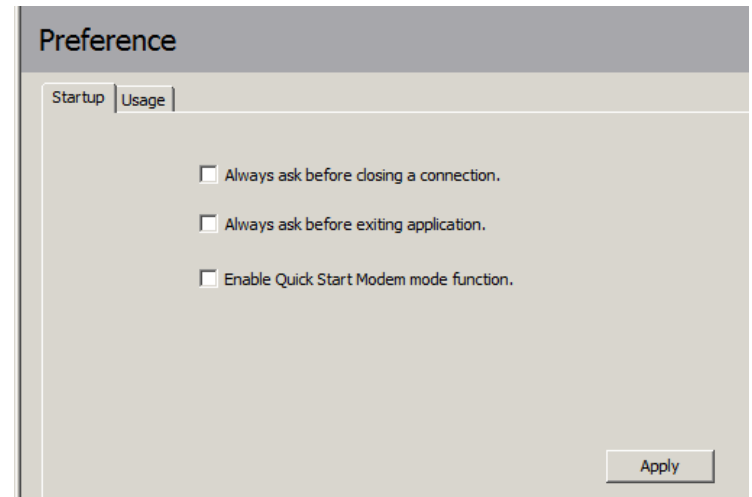 Preference
Startup Usage
Always ask before closing a connection.
Always ask before exiting application.
Enable Quick Start Modem mode function.
Apply